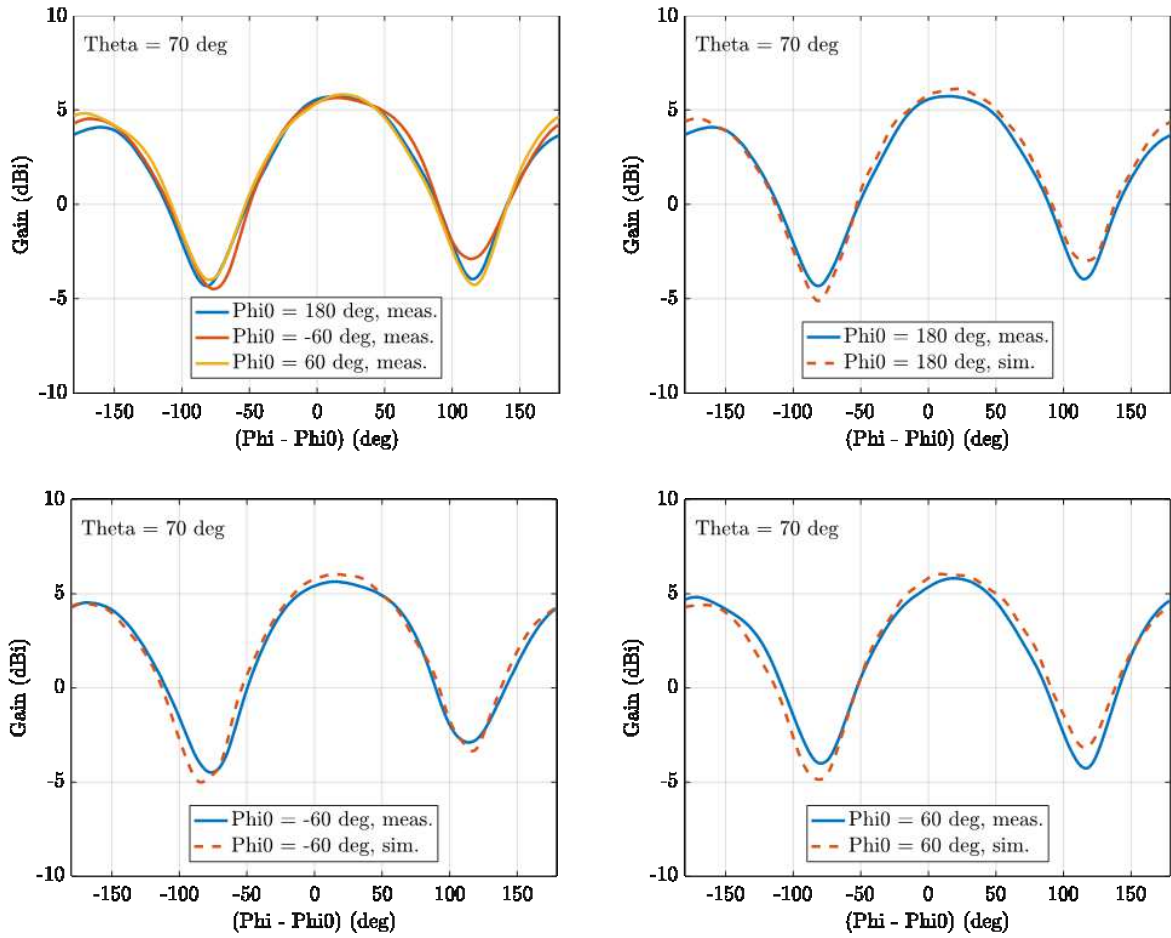 10
5
0
-5
-10
Gain (dBi)
Theta = 70 deg
Phi0 = 180 deg, meas.
Phi0 = -60 deg, meas.
Phi0 = 60 deg, meas.
-150 -100 -50 0 50 100 150
(Phi - Phi0) (deg)
10
5
0
-5
-10
Gain (dBi)
Theta = 70 deg
Phi0 = 180 deg, meas.
Phi0 = 180 deg, sim.
-150 -100 -50 0 50 100 150
(Phi - Phi0) (deg)
10
5
0
-5
-10
Gain (dBi)
Theta = 70 deg
Phi0 = -60 deg, meas.
Phi0 = -60 deg, sim.
-150 -100 -50 0 50 100 150
(Phi - Phi0) (deg)
10
5
0
-5
-10
Gain (dBi)
Theta = 70 deg
Phi0 = 60 deg, meas.
Phi0 = 60 deg, sim.
-150 -100 -50 0 50 100 150
(Phi - Phi0) (deg)